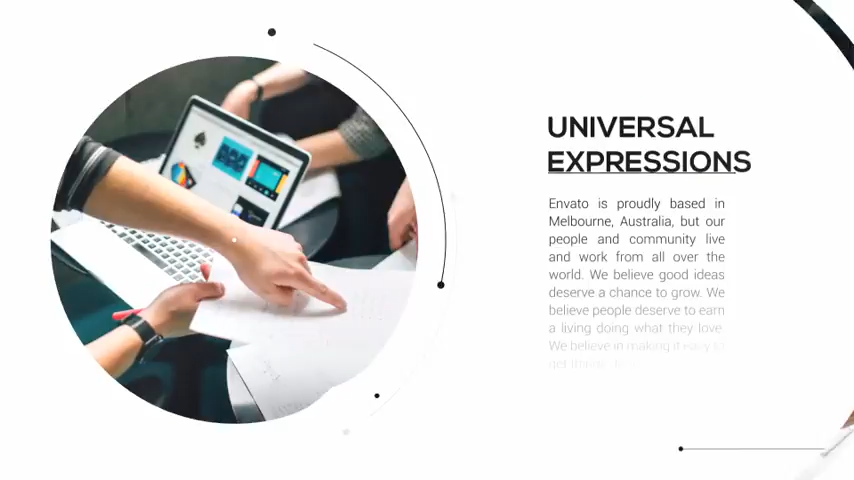 UNIVERSAL
EXPRESSIONS
Envato is proudly based in
Melbourne, Australia, but our
people and community live
and work from all over the
world. We believe good ideas
deserve a chance to grow. We
believe people deserve to earn
a living doing what they love.
We believe in making it easy to
get